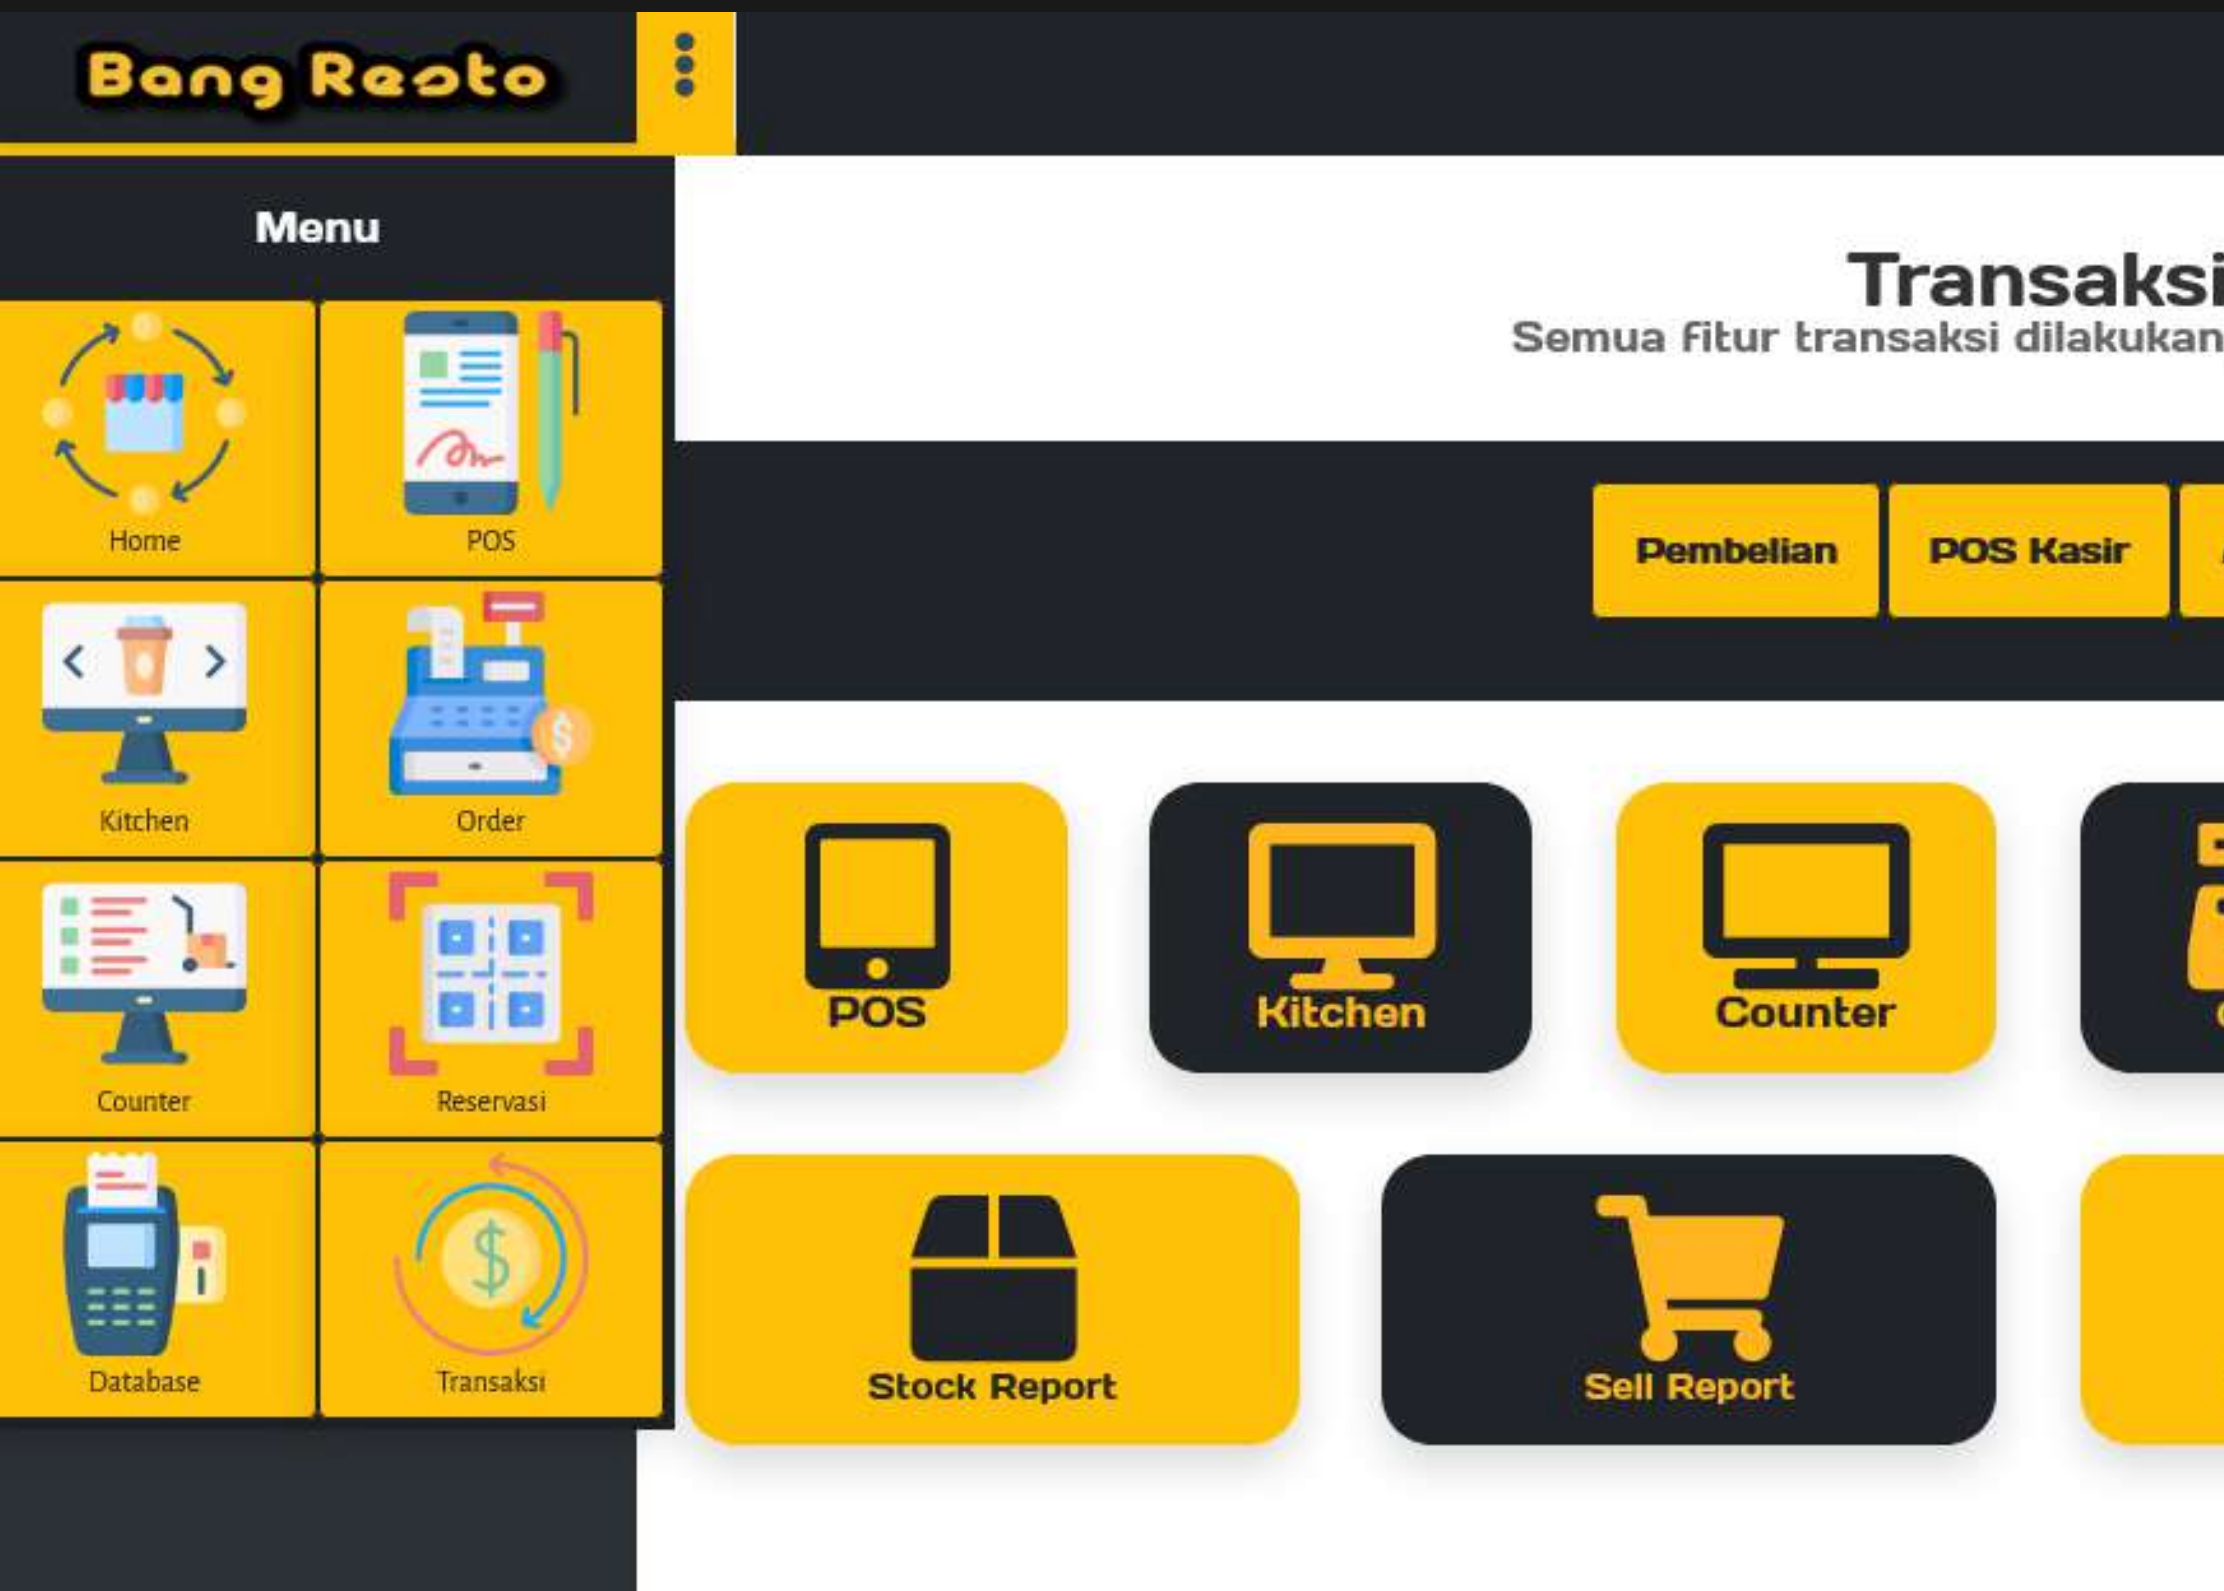 Bang Resto
Menu
Home
POS
Kitchen
Order
Counter
Reservasi
Database
Transaksi
Transaksi
Semua fitur transaksi dilakukan
Pembelian
POS Kasir
POS
Kitchen
Counter
Stock Report
Sell Report